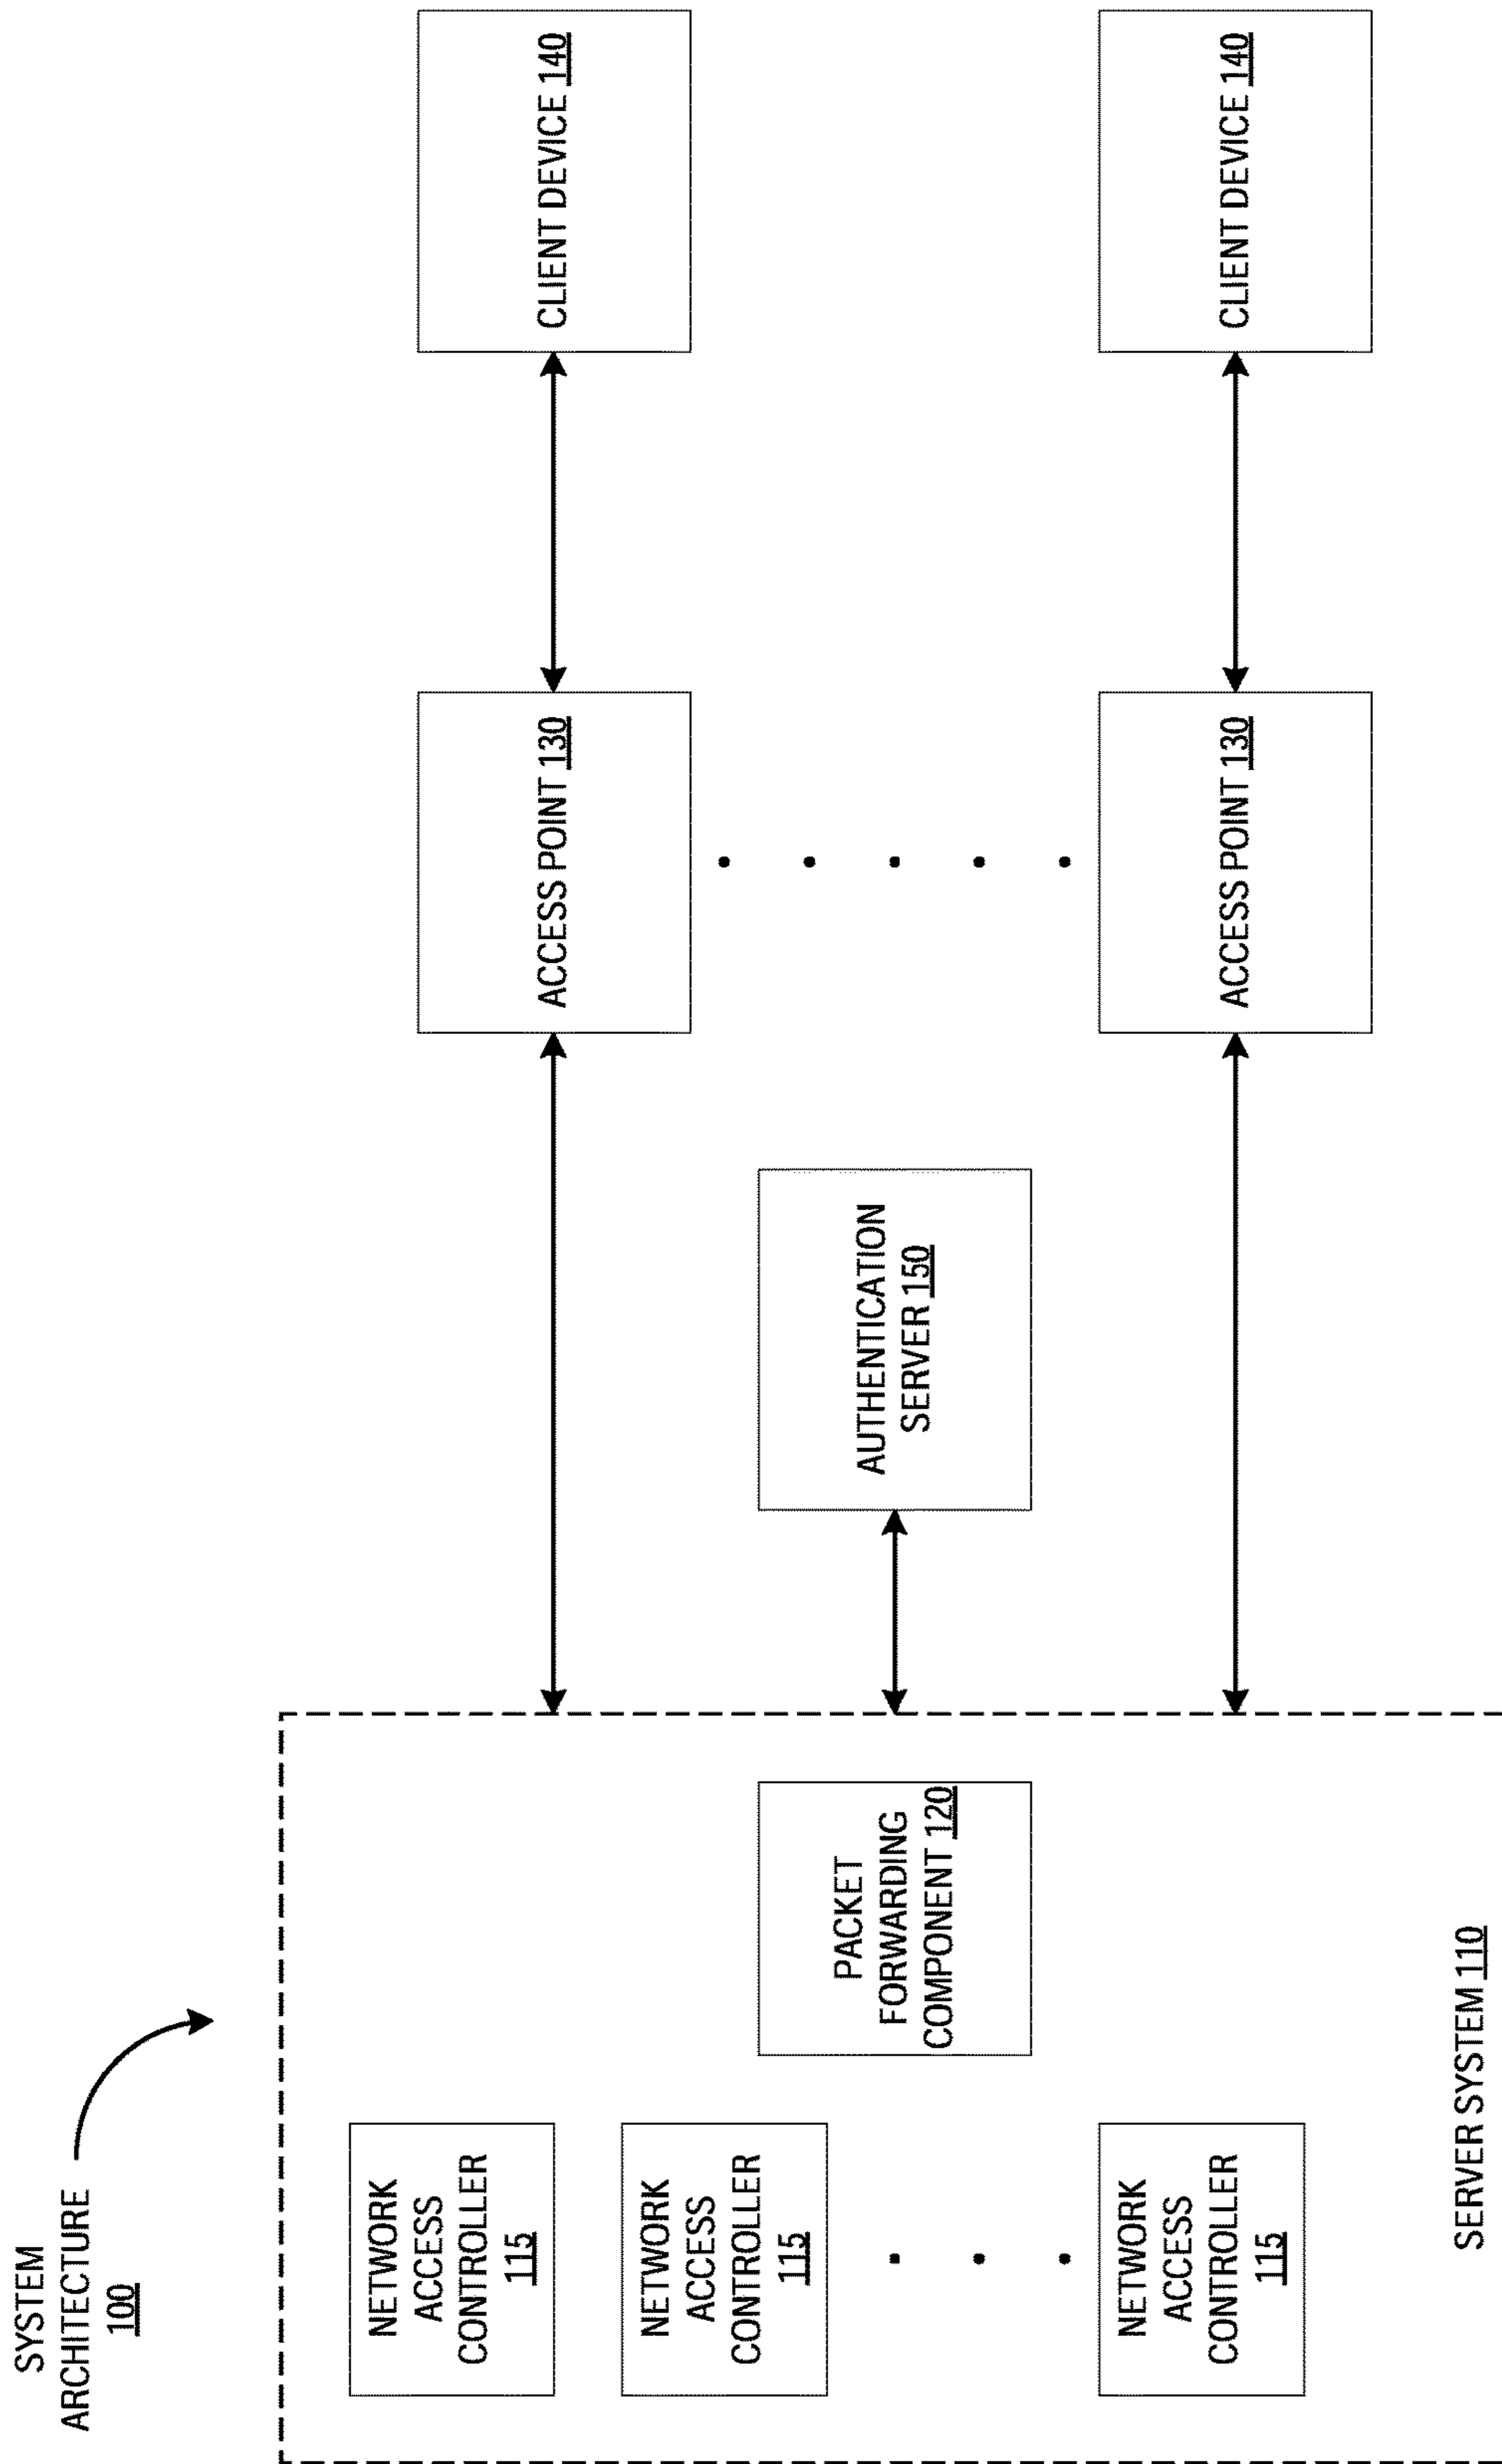 SYSTEM
ARCHITECTURE
100
NETWORK
ACCESS
CONTROLLER
115
NETWORK
ACCESS
CONTROLLER
115
NETWORK
ACCESS
CONTROLLER
115
PACKET
FORWARDING
COMPONENT 120
SERVER SYSTEM 110
AUTHENTICATION
SERVER 150
ACCESS POINT 130
ACCESS POINT 130
CLIENT DEVICE 140
CLIENT DEVICE 140